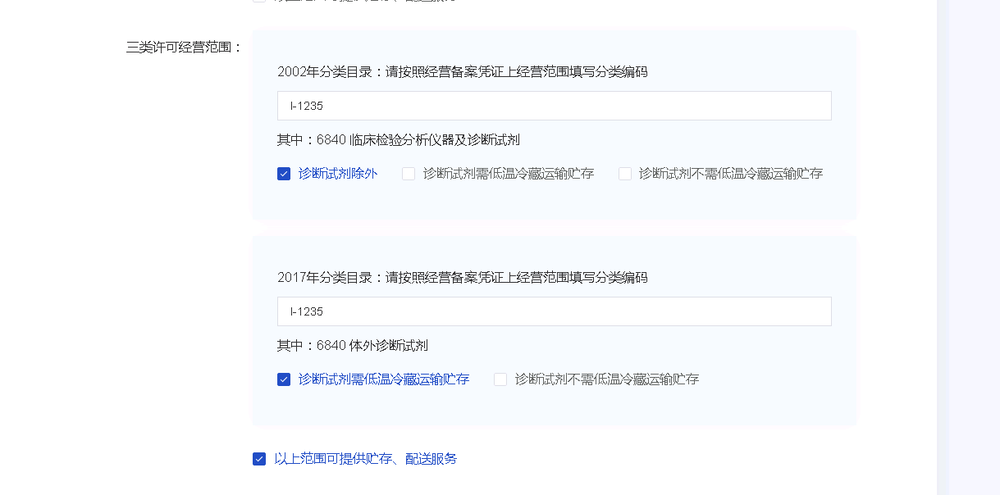 三类许可经营范围：
2002年分类目录：请按照经营备案凭证上经营范围填写分类编码
I-1235
其中：6840 临床检验分析仪器及诊断试剂
诊断试剂除外 诊断试剂需低温冷藏运输贮存 诊断试剂不需低温冷藏运输贮存
2017年分类目录：请按照经营备案凭证上经营范围填写分类编码
I-1235
其中：6840 体外诊断试剂
诊断试剂需低温冷藏运输贮存 诊断试剂不需低温冷藏运输贮存
以上范围可提供贮存、配送服务